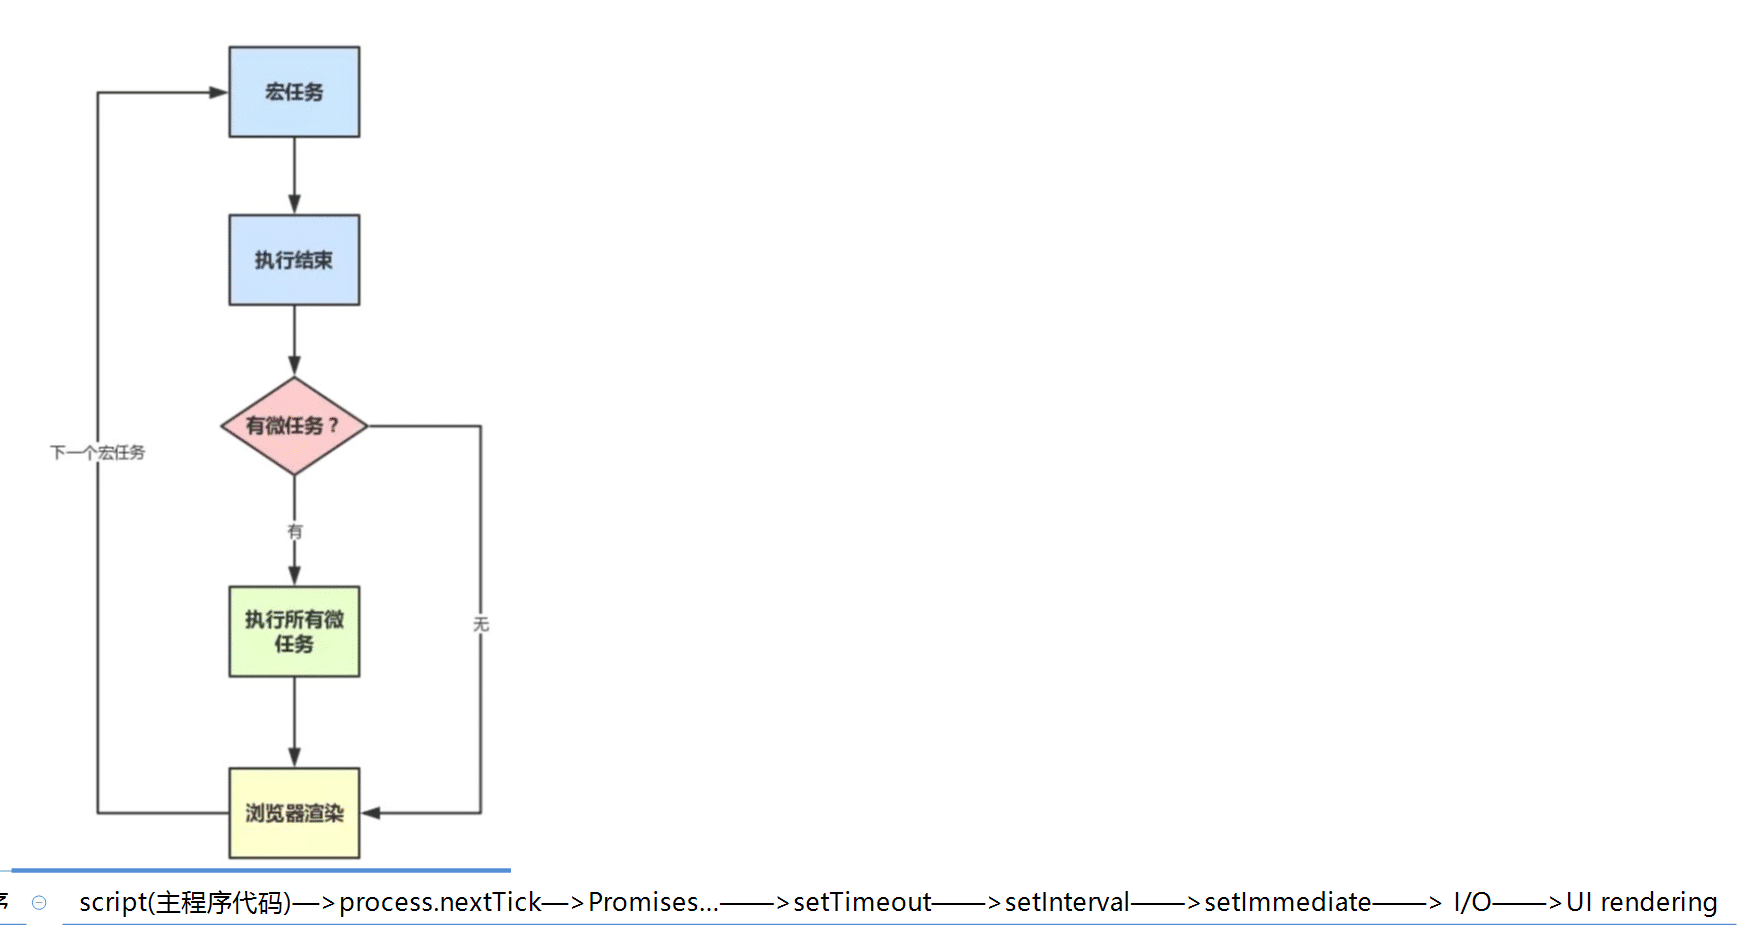 宏任务
执行结束
有微任务？
下一个宏任务
有
执行所有微
任务
无
浏览器渲染
script(主程序代码)—>process.nextTick—>Promises...——>setTimeout——>setInterval——>setImmediate——> I/O——>UI rendering